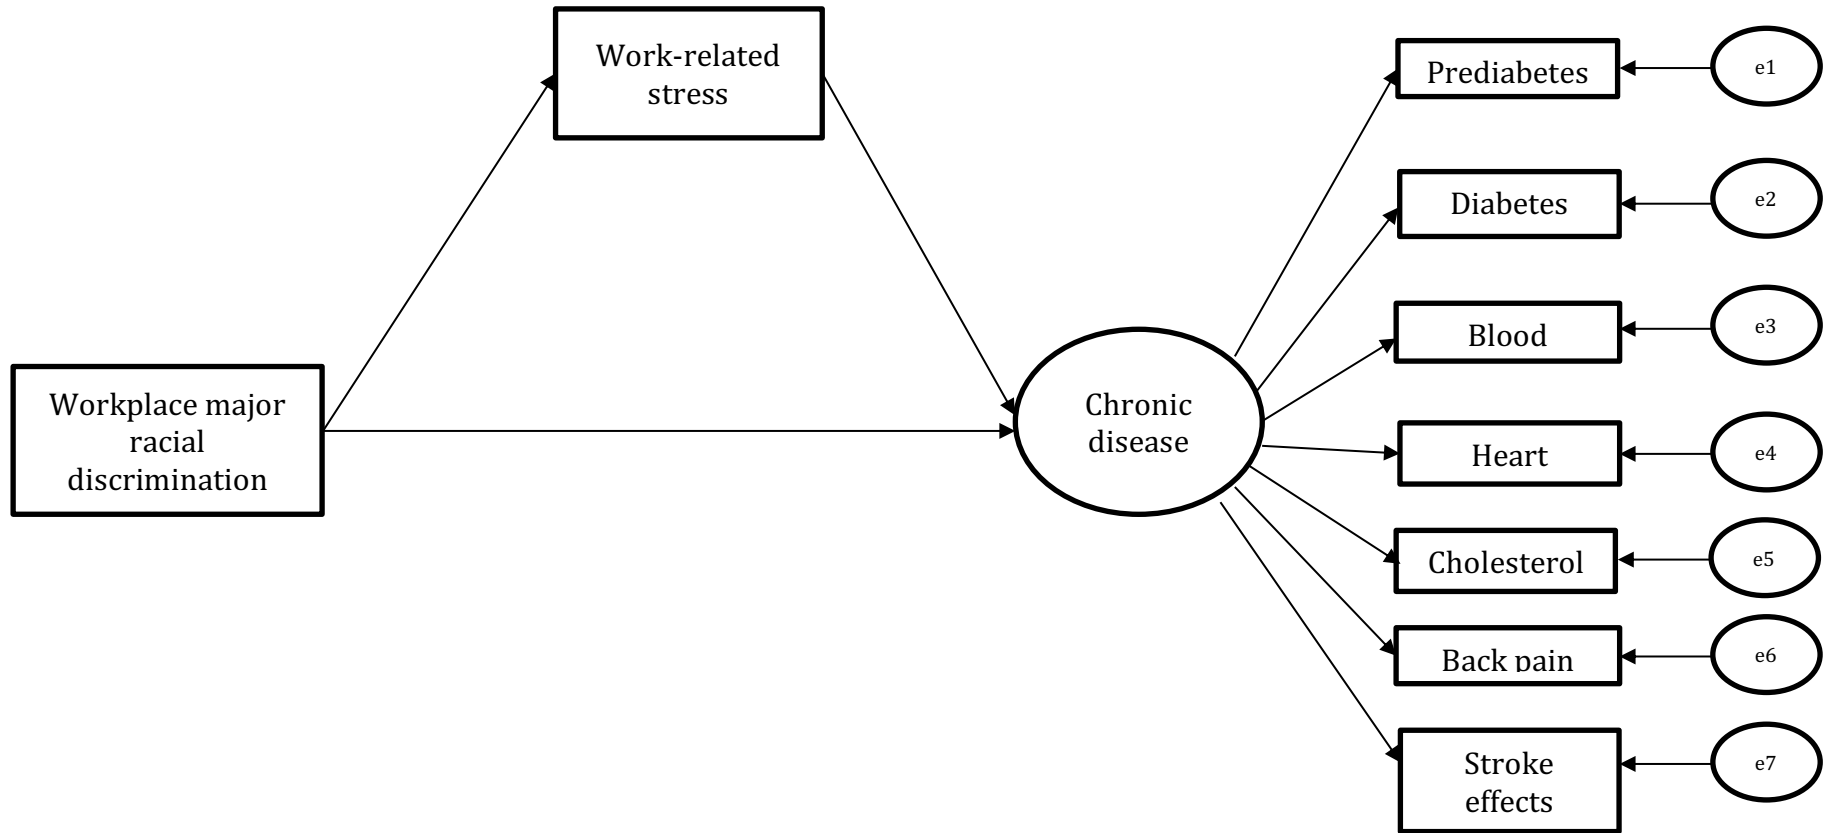 Work-related
stress
Workplace major
racial
discrimination
Chronic
disease
Prediabetes
e1
Diabetes
e2
Blood
e3
Heart
e4
Cholesterol
e5
Back pain
e6
Stroke
effects
e7